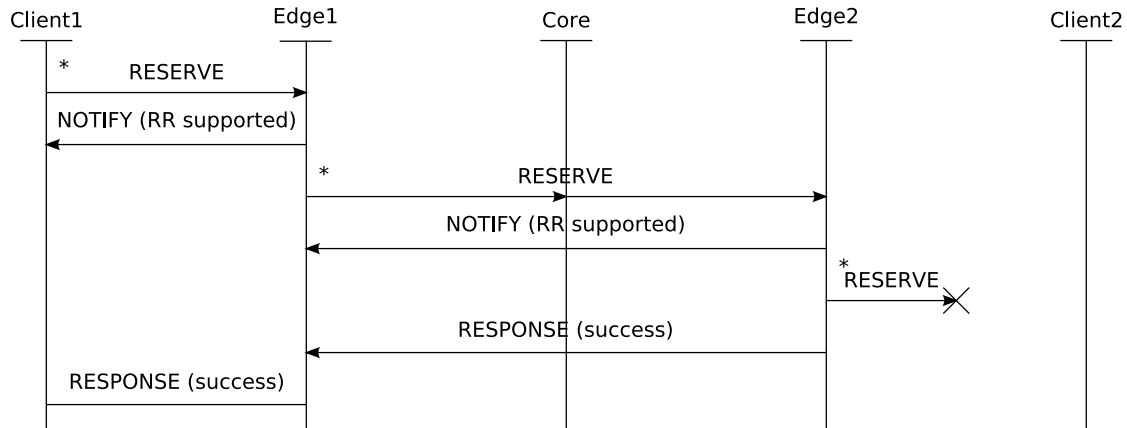 Client1 Edge1 Core Edge2 Client2
* RESERVE
NOTIFY (RR supported)
* RESERVE
NOTIFY (RR supported)
*
RESERVE
RESPONSE (success)
RESPONSE (success)